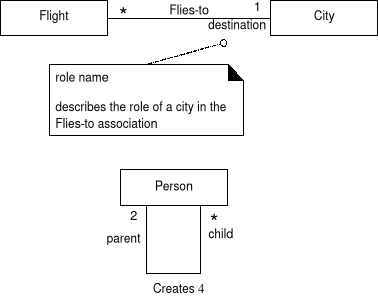 Flight * Flies-to 1 City
destination
role name
describes the role of a city in the
Flies-to association
Person
2 *
parent child
Creates 4